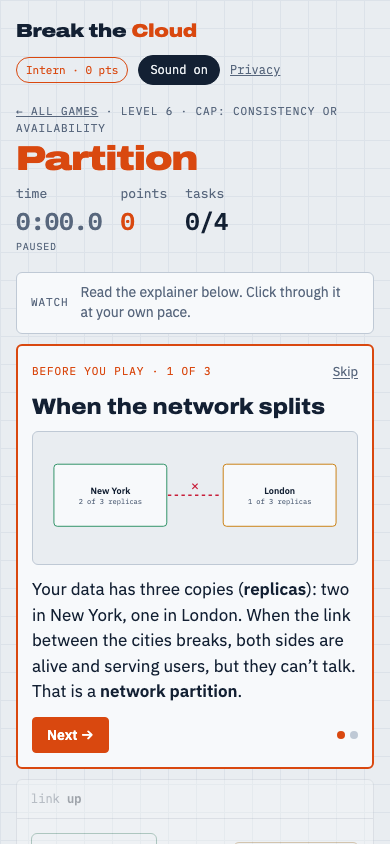 Break the Cloud
Intern · 0 pts
Sound on
Privacy
← ALL GAMES · LEVEL 6 · CAP: CONSISTENCY OR
AVAILABILITY
Partition
time points tasks
0:00.0 0 0/4
PAUSED
WATCH
Read the explainer below. Click through it
at your own pace.
BEFORE YOU PLAY · 1 OF 3
Skip
When the network splits
New York
2 of 3 replicas
×
London
1 of 3 replicas
Your data has three copies (replicas): two
in New York, one in London. When the link
between the cities breaks, both sides are
alive and serving users, but they can’t talk.
That is a network partition.
Next →
link up